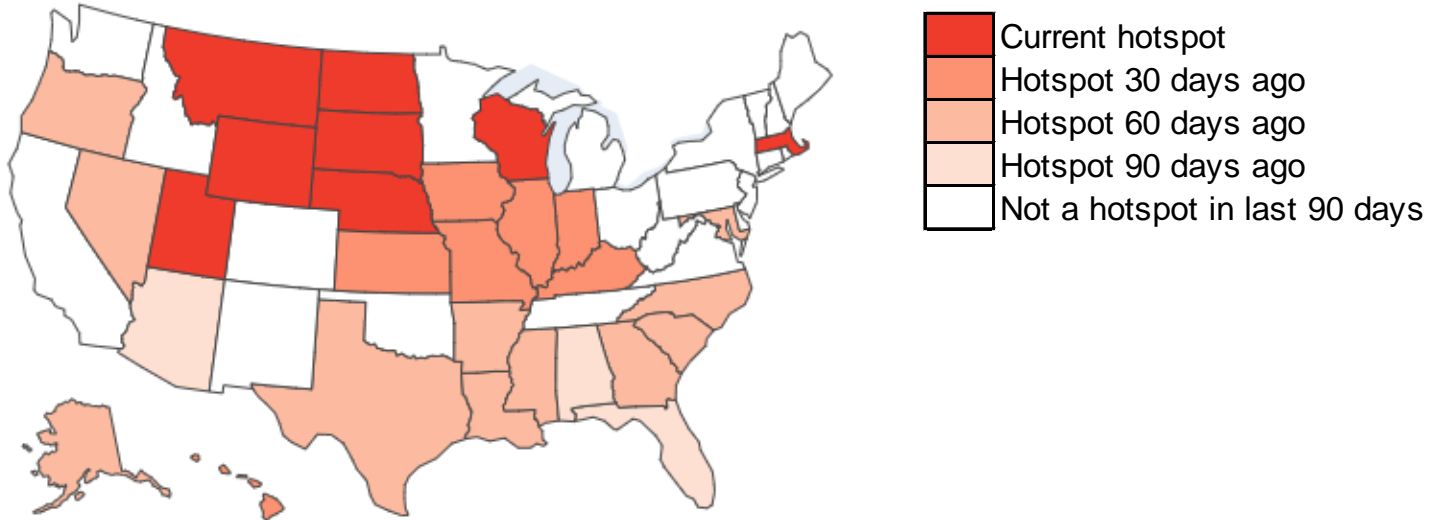 Current hotspot
Hotspot 30 days ago
Hotspot 60 days ago
Hotspot 90 days ago
Not a hotspot in last 90 days